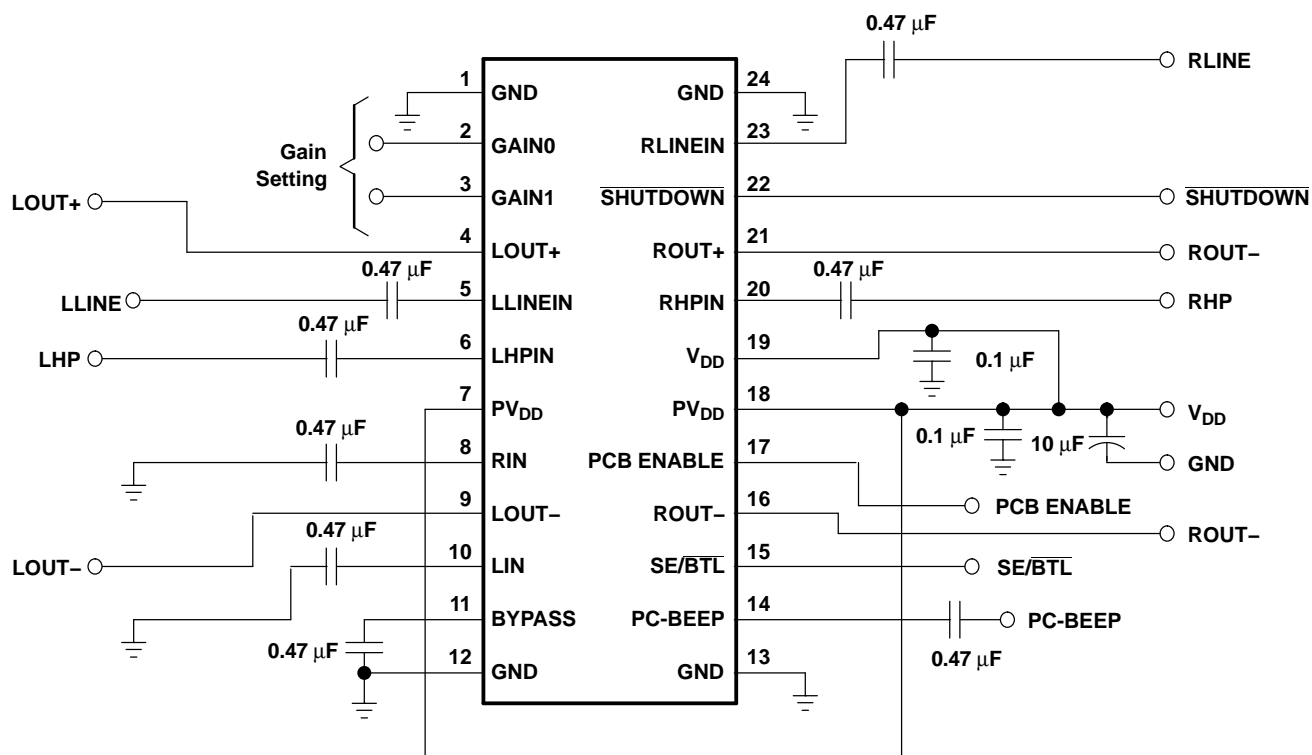 0.47 μF
RLINE
1
GND
GND
24
2
GAIN0
RLINEIN
23
Gain
Setting
3
GAIN1
SHUTDOWN
22
SHUTDOWN
LOUT+
4
LOUT+
ROUT+
21
ROUT−
0.47 μF
0.47 μF
LLINE
5
LLINEIN
RHPIN
20
RHP
0.47 μF
LHP
6
LHPIN
VDD
19
0.1 μF
7
PVDD
PVDD
18
VDD
0.47 μF
0.1 μF
10 μF
8
RIN
PCB ENABLE
17
GND
9
LOUT−
ROUT−
16
PCB ENABLE
ROUT−
0.47 μF
LOUT−
10
LIN
SE/BTL
15
SE/BTL
11
BYPASS
PC-BEEP
14
PC-BEEP
0.47 μF
0.47 μF
12
GND
GND
13